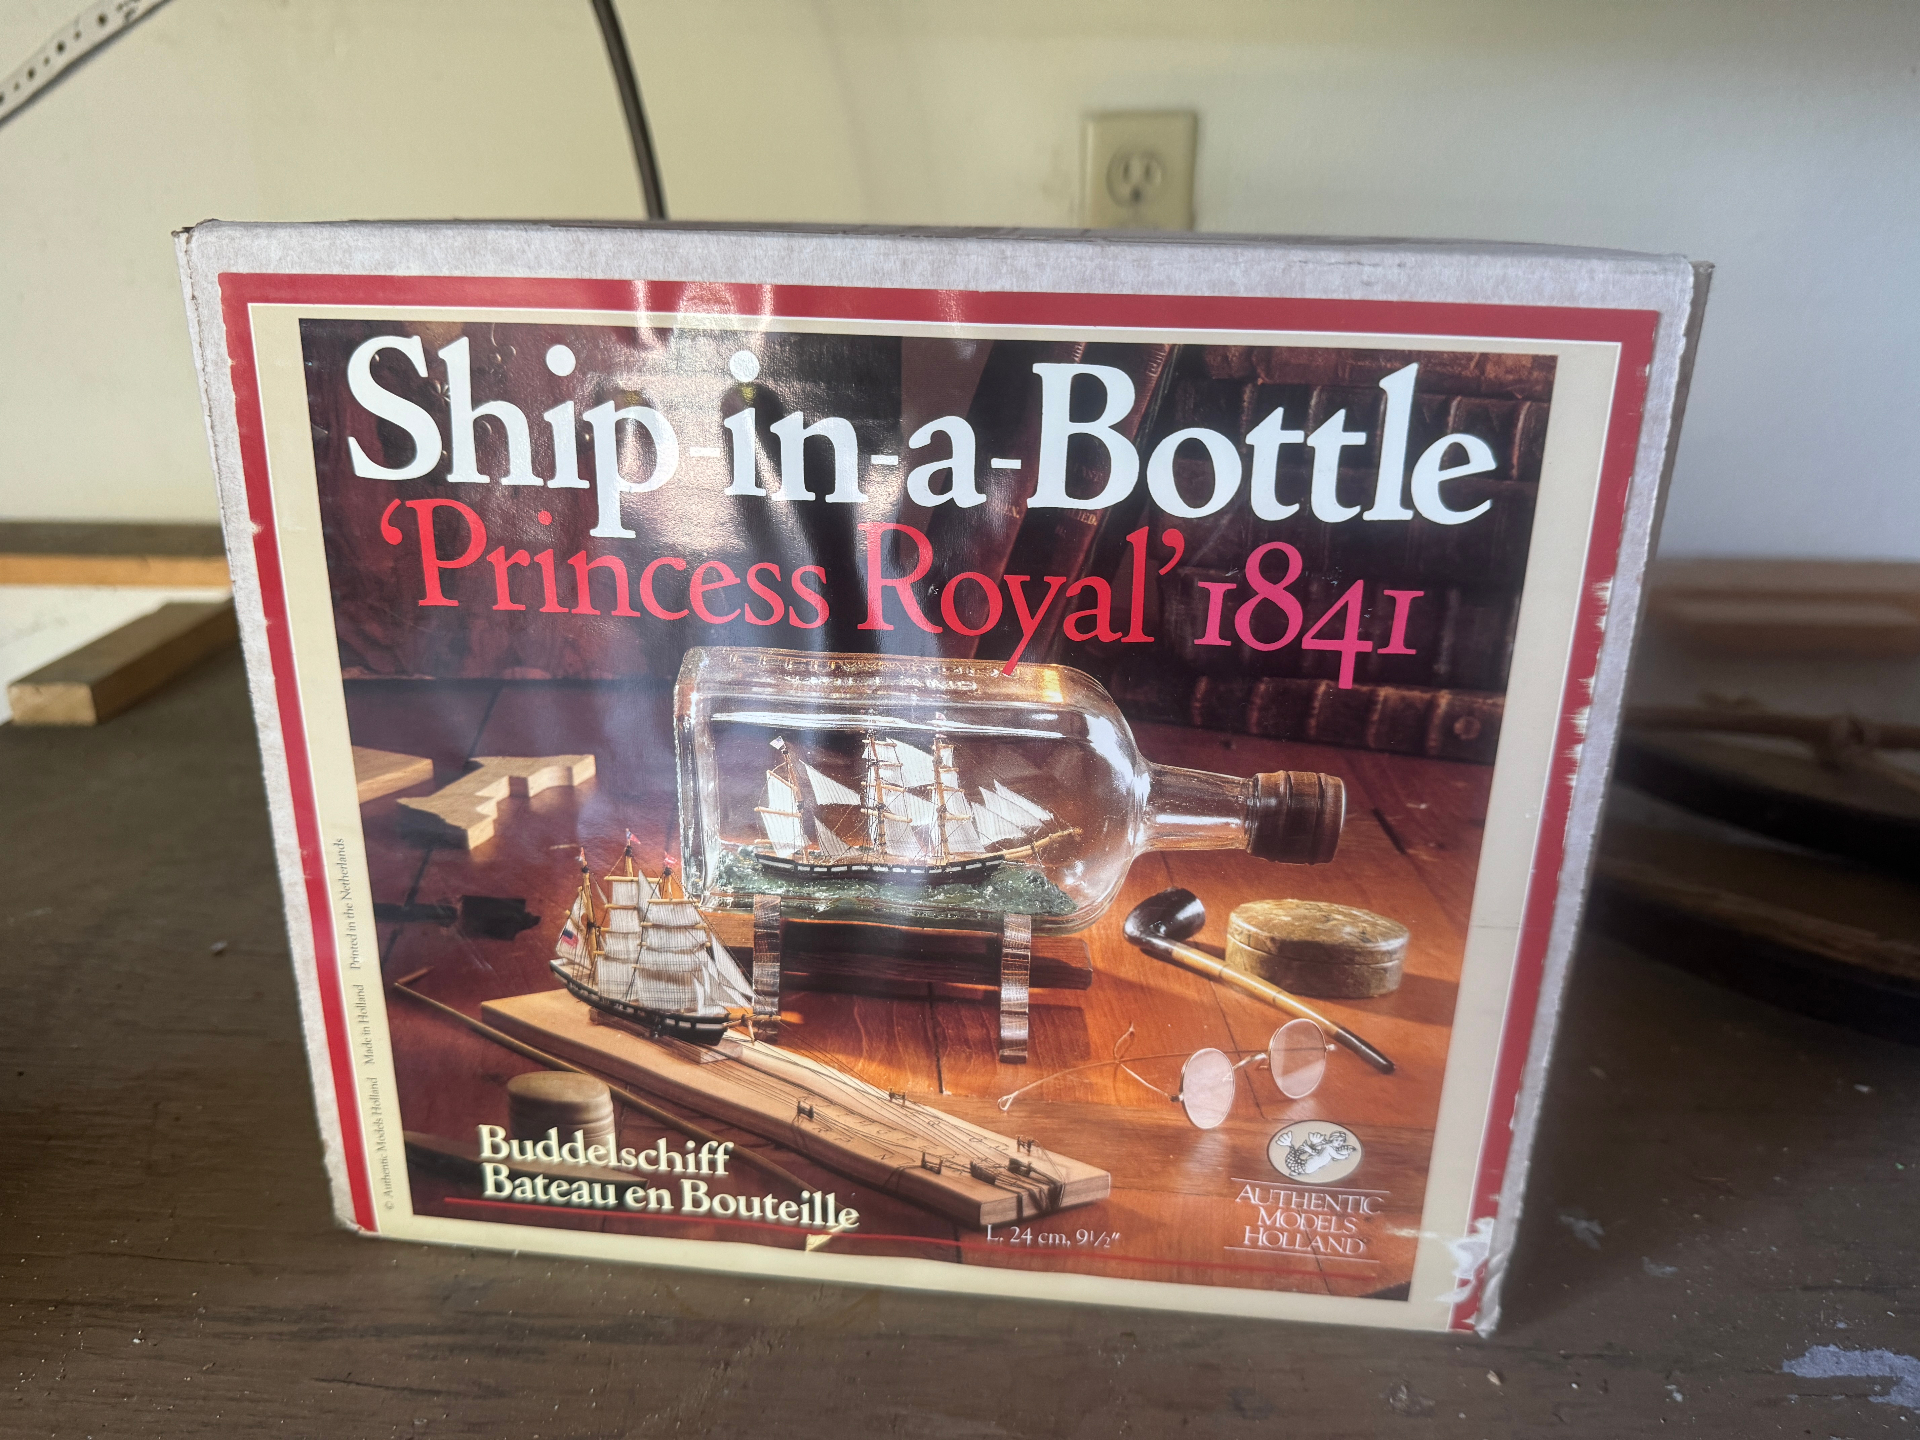 Ship-in-a-Bottle
'Princess Royal' 1841
Buddelschiff
Bateau en Bouteille
L. 24 cm, 9½"
AUTHENTIC
MODELS
HOLLAND
© Authentic Models Holland Made in Holland Printed in the Netherlands